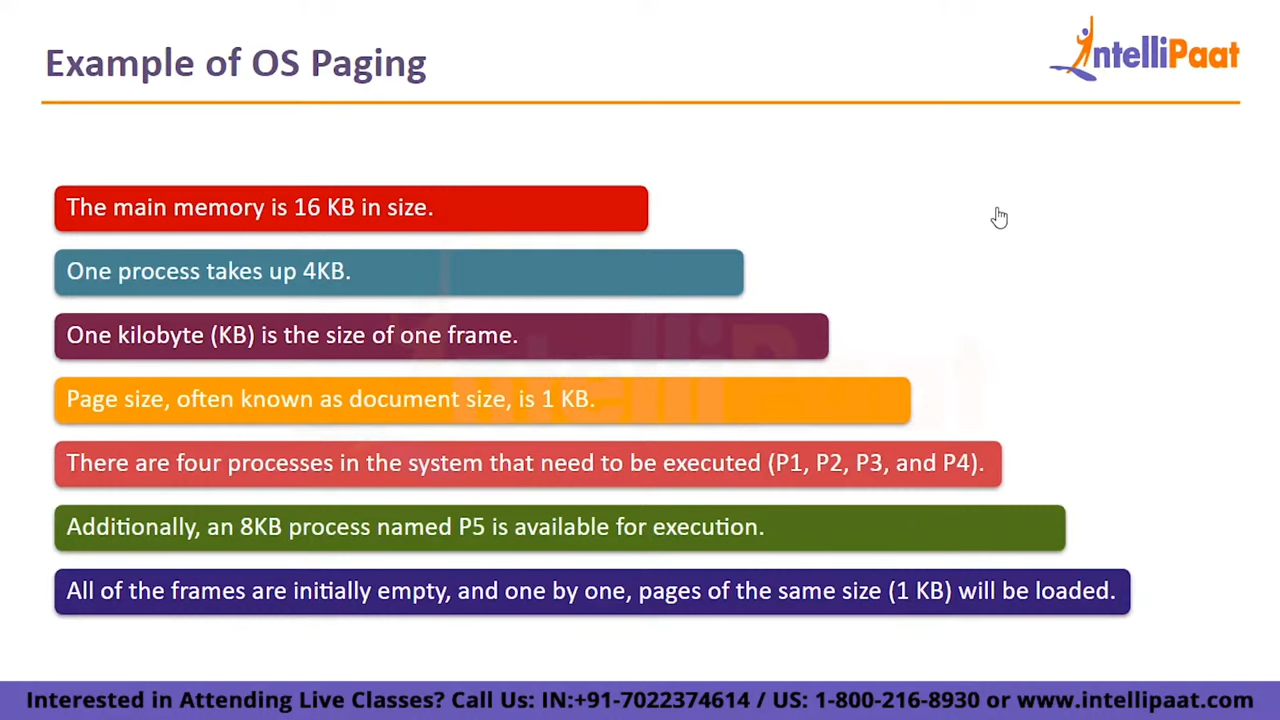 Example of OS Paging
IntelliPaat
The main memory is 16 KB in size.
One process takes up 4KB.
One kilobyte (KB) is the size of one frame.
Page size, often known as document size, is 1 KB.
There are four processes in the system that need to be executed (P1, P2, P3, and P4).
Additionally, an 8KB process named P5 is available for execution.
All of the frames are initially empty, and one by one, pages of the same size (1 KB) will be loaded.
Interested in Attending Live Classes? Call Us: IN:+91-7022374614 / US: 1-800-216-8930 or www.intellipaat.com